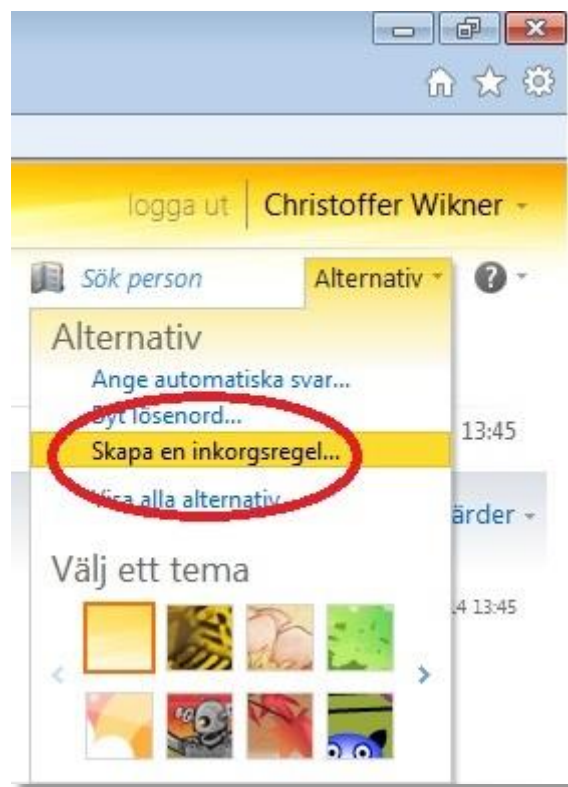 logga ut Christoffer Wikner
Sök person Alternativ ?
Alternativ
Ange automatiska svar...
Byt lösenord...
13:45
Skapa en inkorgsregel...
Visa alla alternativ...
ärder
Välj ett tema
4 13:45